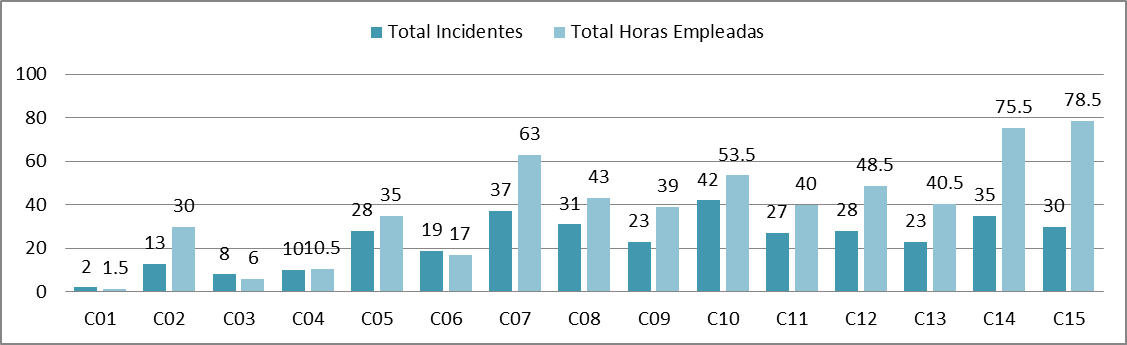 Total Incidentes Total Horas Empleadas
100
80
60
40
20
0
2 1.5 13 30 8 6 10 10.5 28 35 19 17 37 63 31 43 23 39 42 53.5 27 40 28 48.5 23 40.5 35 75.5 30 78.5
C01 C02 C03 C04 C05 C06 C07 C08 C09 C10 C11 C12 C13 C14 C15